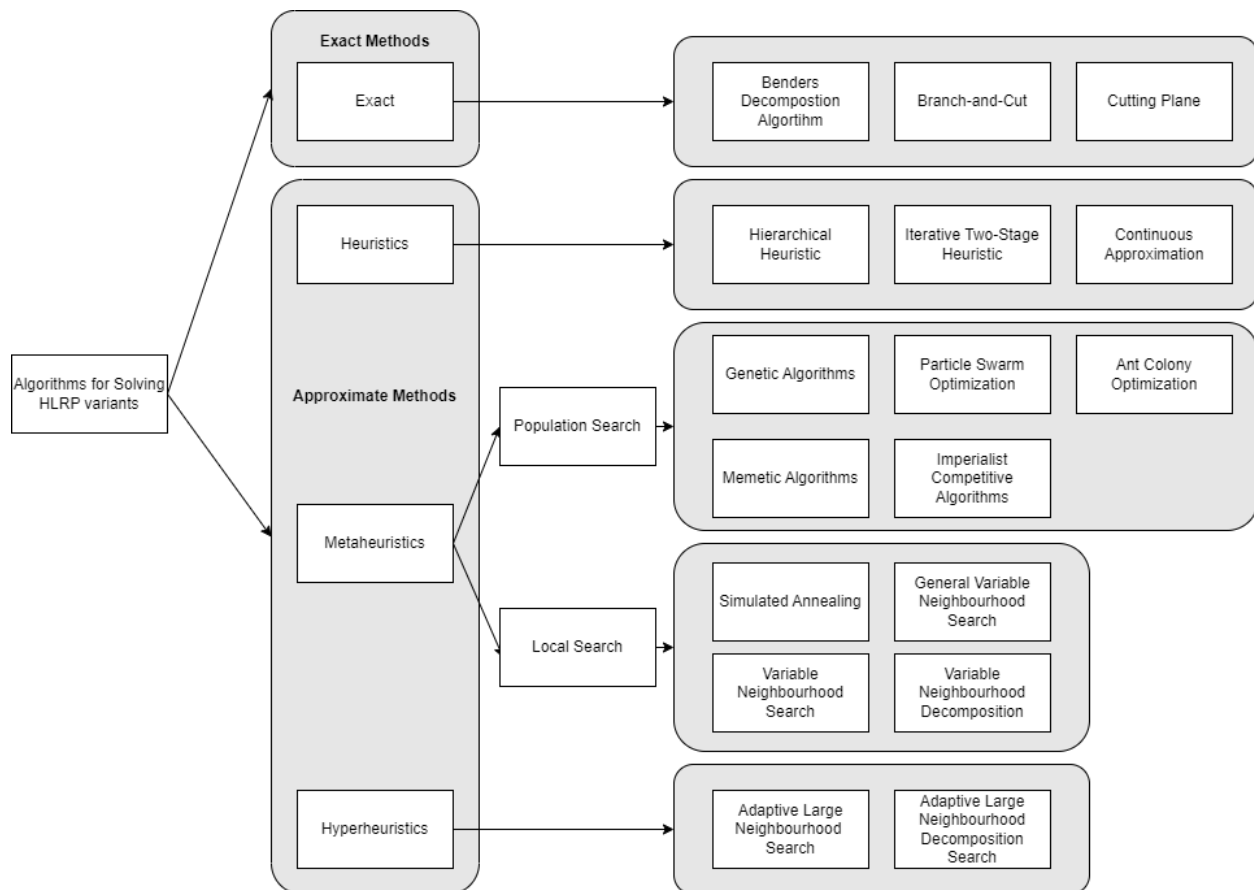 Exact Methods
Exact
Benders
Decompostion
Algortihm
Branch-and-Cut
Cutting Plane
Heuristics
Hierarchical
Heuristic
Iterative Two-Stage
Heuristic
Continuous
Approximation
Algorithms for Solving
HLRP variants
Approximate Methods
Population Search
Genetic Algorithms
Particle Swarm
Optimization
Ant Colony
Optimization
Memetic Algorithms
Imperialist
Competitive
Algorithms
Metaheuristics
Local Search
Simulated Annealing
General Variable
Neighbourhood
Search
Variable
Neighbourhood
Search
Variable
Neighbourhood
Decomposition
Hyperheuristics
Adaptive Large
Neighbourhood
Search
Adaptive Large
Neighbourhood
Decomposition
Search